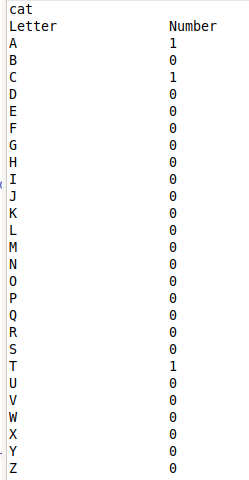 cat
Letter Number
A 1
B 0
C 1
D 0
E 0
F 0
G 0
H 0
I 0
J 0
K 0
L 0
M 0
N 0
O 0
P 0
Q 0
R 0
S 0
T 1
U 0
V 0
W 0
X 0
Y 0
Z 0